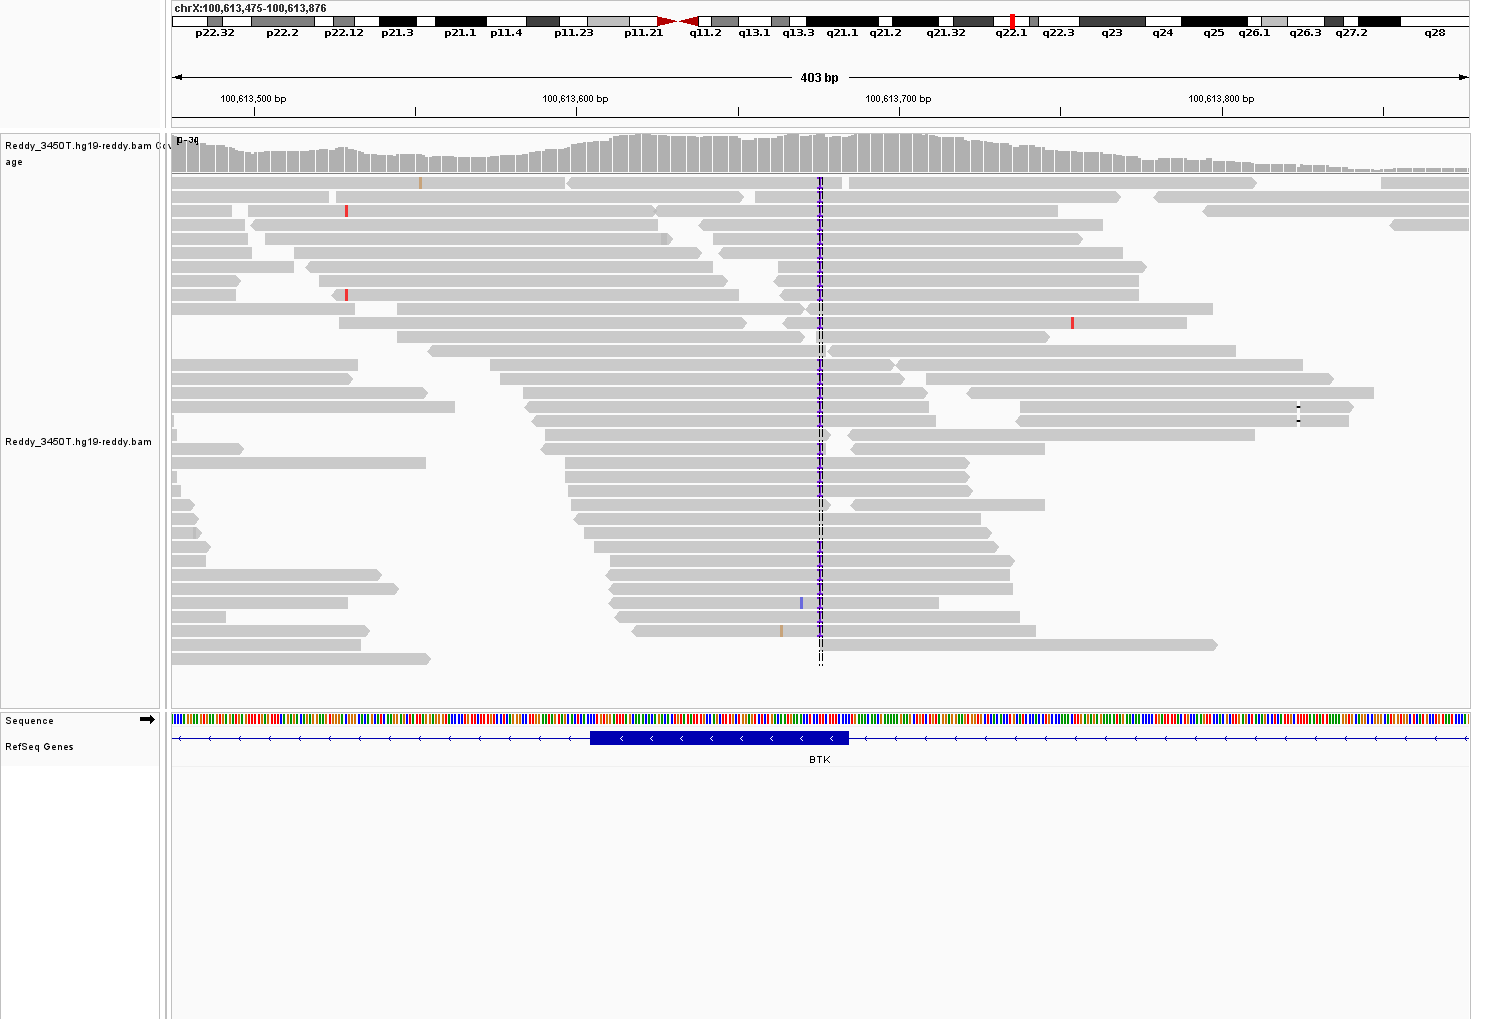 chrX:100,613,475-100,613,876
p22.32 p22.2 p22.12 p21.3 p21.1 p11.4 p11.23 p11.21 q11.2 q13.1 q13.3 q21.1 q21.2 q21.32 q22.1 q22.3 q23 q24 q25 q26.1 q26.3 q27.2 q28
403 bp
100,613,500 bp 100,613,600 bp 100,613,700 bp 100,613,800 bp
Reddy_3450T.hg19-reddy.bam
age
Reddy_3450T.hg19-reddy.bam
Sequence
RefSeq Genes
BTK